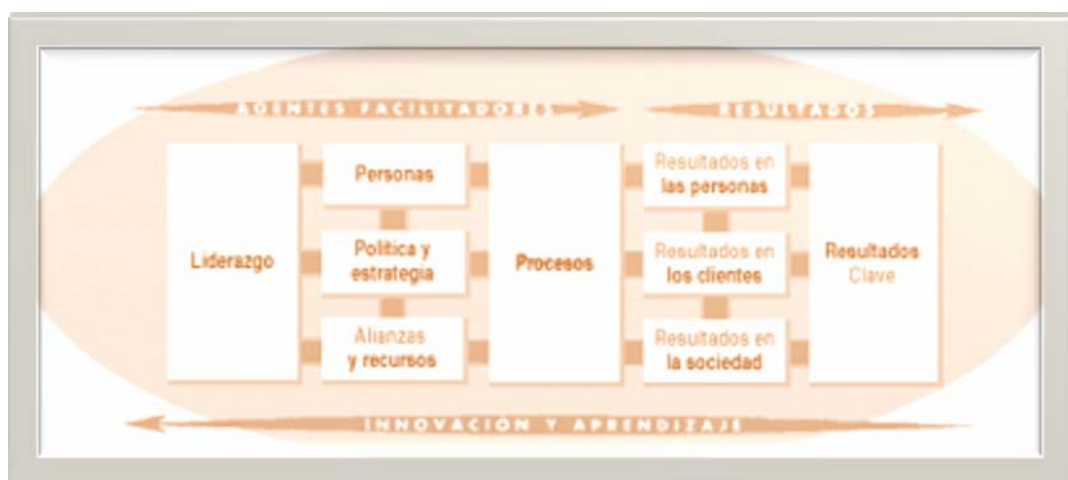 AGENTES FACILITADORES
RESULTADOS
Liderazgo
Personas
Política y
estrategia
Alianzas
y recursos
Procesos
Resultados en
las personas
Resultados en
los clientes
Resultados en
la sociedad
Resultados
Clave
INNOVACIÓN Y APRENDIZAJE